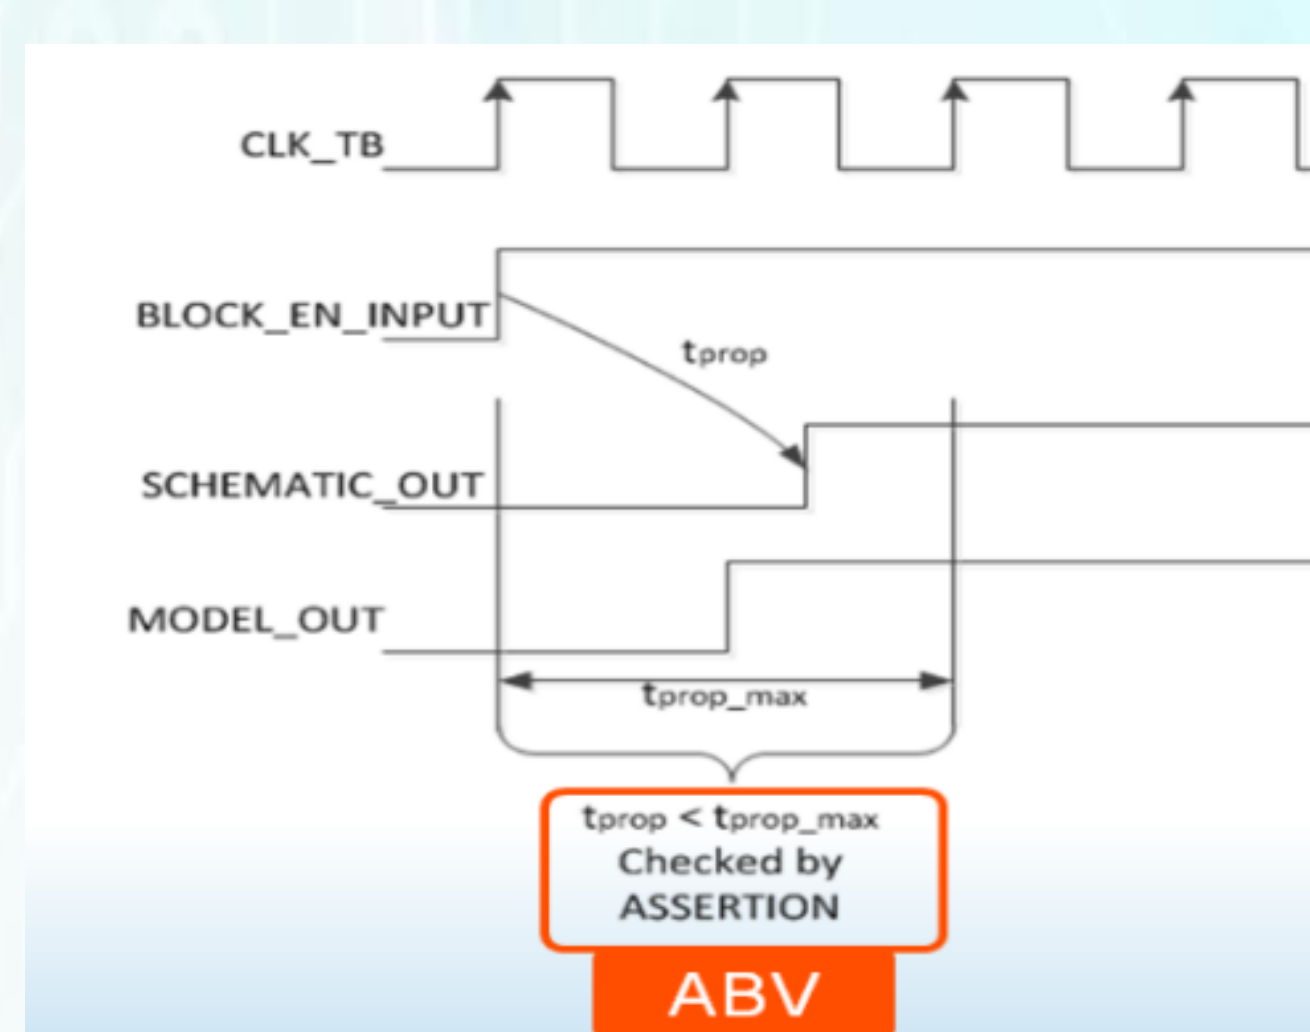 CLK_TB
BLOCK_EN_INPUT
tprop
SCHEMATIC_OUT
MODEL_OUT
tprop_max
tprop < tprop_max
Checked by
ASSERTION
ABV